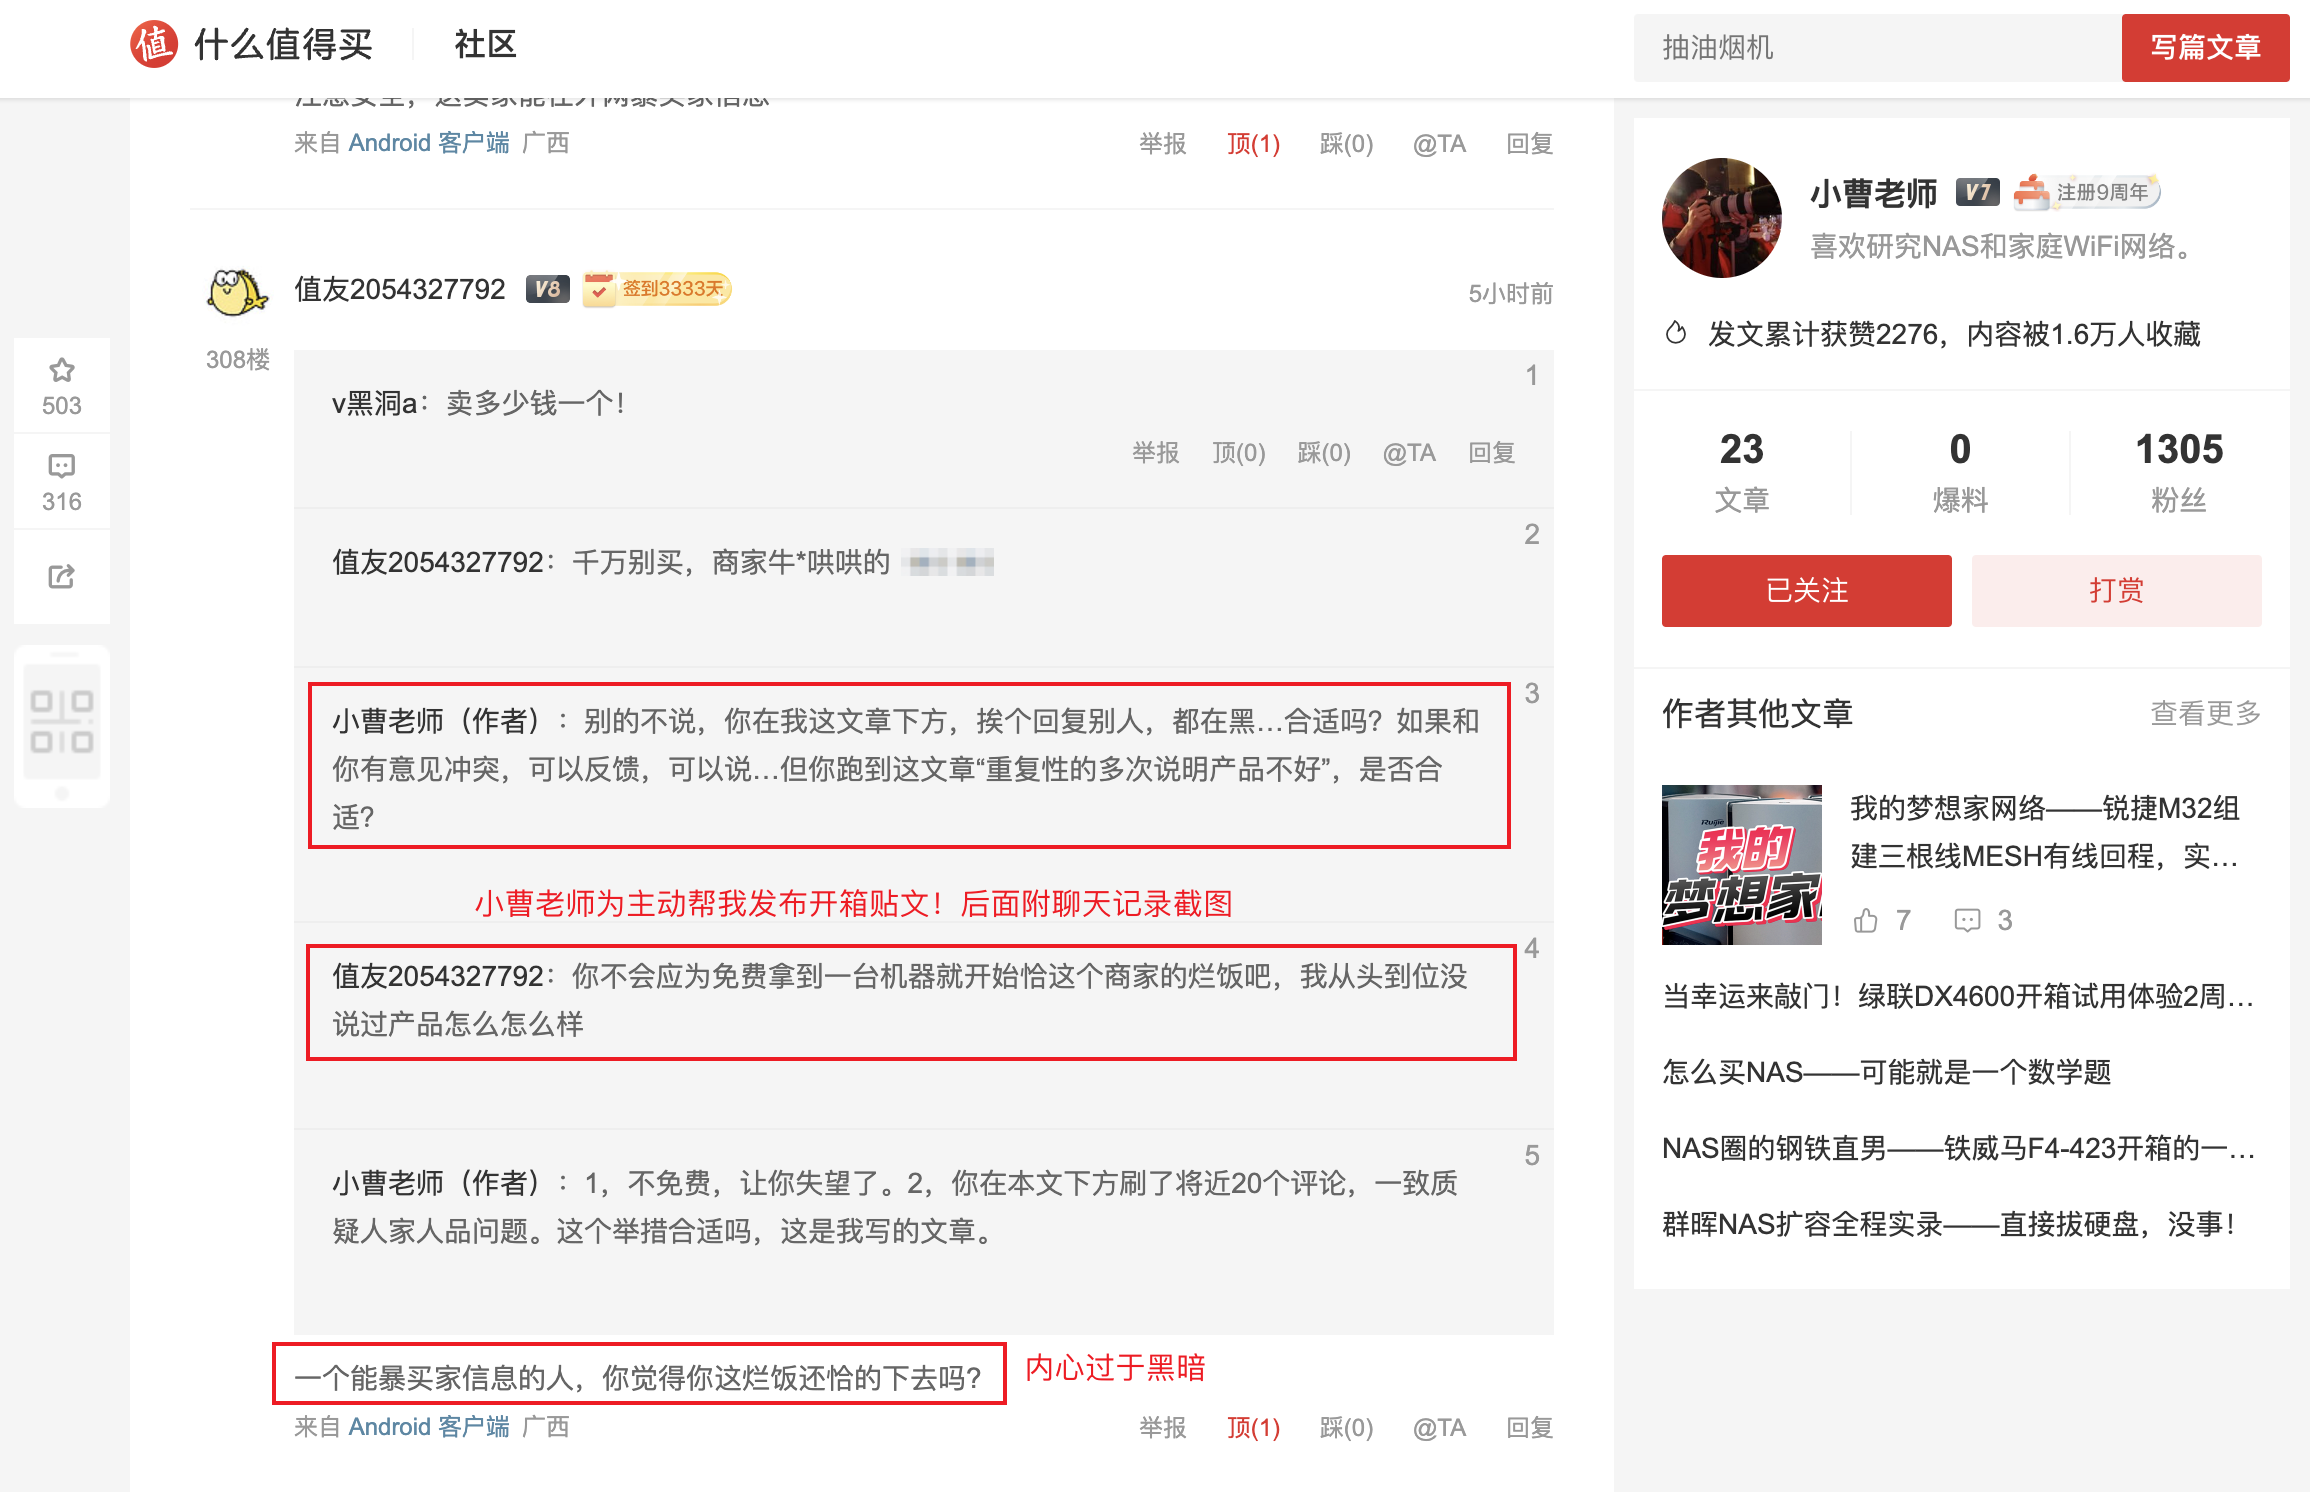 值 什么值得买 社区 抽油烟机 写篇文章
来自 Android 客户端 广西 举报 顶(1) 踩(0) @TA 回复
值友2054327792 V8 签到3333天 5小时前
308楼
1
v黑洞a：卖多少钱一个！
举报 顶(0) 踩(0) @TA 回复
2
值友2054327792：千万别买，商家牛*哄哄的
3
小曹老师（作者）：别的不说，你在我这文章下方，挨个回复别人，都在黑…合适吗？如果和
你有意见冲突，可以反馈，可以说…但你跑到这文章“重复性的多次说明产品不好”，是否合
适？
小曹老师为主动帮我发布开箱贴文！后面附聊天记录截图
4
值友2054327792：你不会应为免费拿到一台机器就开始恰这个商家的烂饭吧，我从头到位没
说过产品怎么怎么样
5
小曹老师（作者）：1，不免费，让你失望了。2，你在本文下方刷了将近20个评论，一致质
疑人家人品问题。这个举措合适吗，这是我写的文章。
一个能暴买家信息的人，你觉得你这烂饭还恰的下去吗？
内心过于黑暗
来自 Android 客户端 广西 举报 顶(1) 踩(0) @TA 回复
503
316
小曹老师 V7 注册9周年
喜欢研究NAS和家庭WiFi网络。
发文累计获赞2276，内容被1.6万人收藏
23 0 1305
文章 爆料 粉丝
已关注 打赏
作者其他文章 查看更多
Ruijie
我的
梦想家
我的梦想家网络——锐捷M32组
建三根线MESH有线回程，实…
7 3
当幸运来敲门！绿联DX4600开箱试用体验2周…
怎么买NAS——可能就是一个数学题
NAS圈的钢铁直男——铁威马F4-423开箱的一…
群晖NAS扩容全程实录——直接拔硬盘，没事！